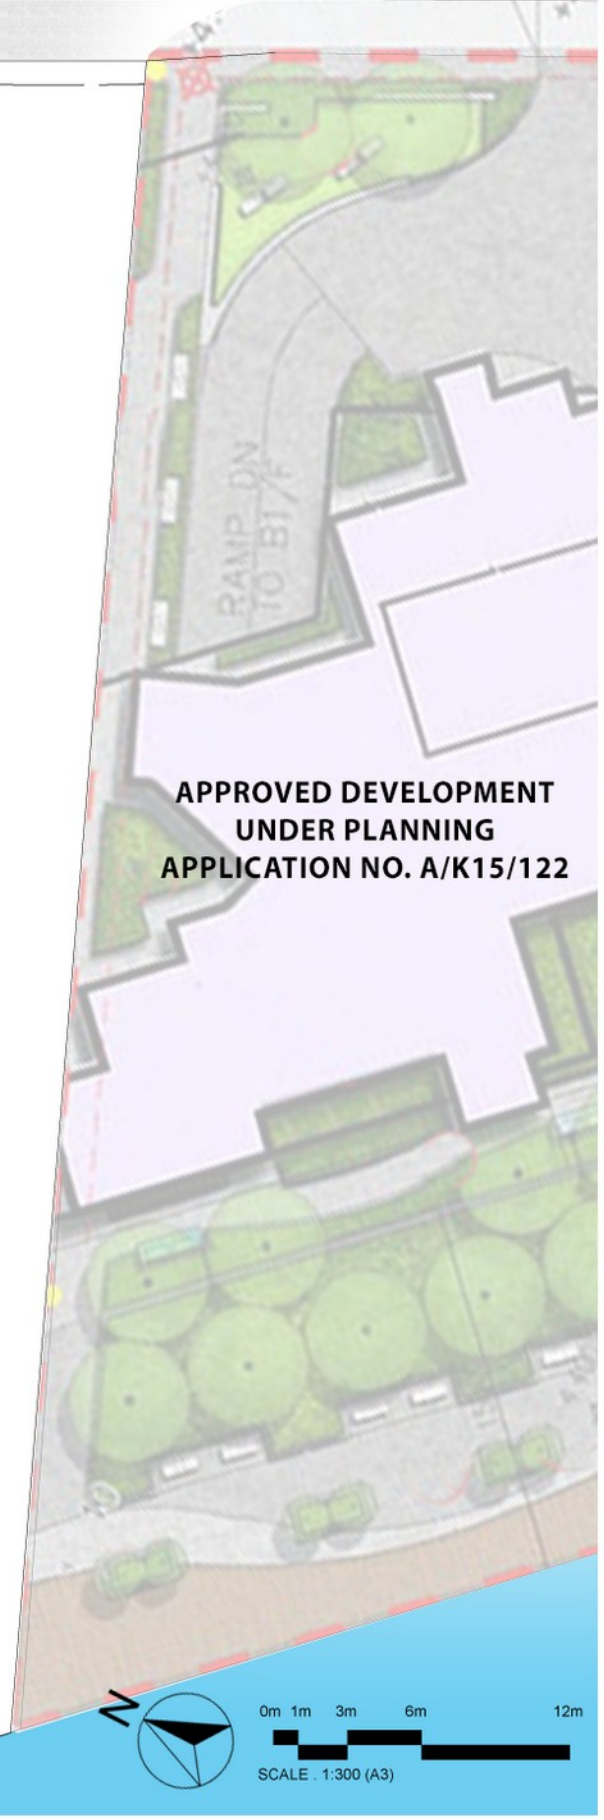 RAMP DN
TO B1/F
APPROVED DEVELOPMENT
UNDER PLANNING
APPLICATION NO. A/K15/122
N
0m 1m 3m 6m 12m
SCALE . 1:300 (A3)